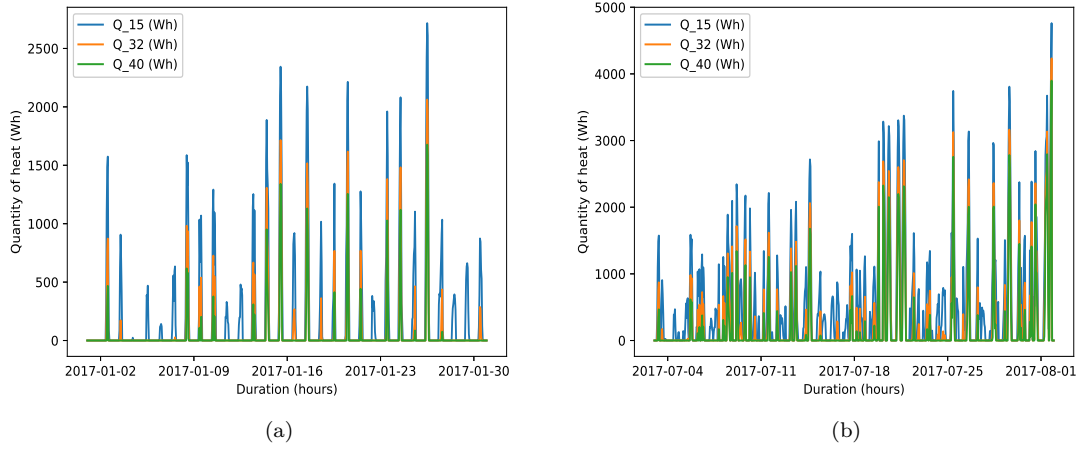 Q_15 (Wh)
Q_32 (Wh)
Q_40 (Wh)
Quantity of heat (Wh)
2500
2000
1500
1000
500
0
2017-01-02 2017-01-09 2017-01-16 2017-01-23 2017-01-30
Duration (hours)
(a)
Q_15 (Wh)
Q_32 (Wh)
Q_40 (Wh)
Quantity of heat (Wh)
5000
4000
3000
2000
1000
0
2017-07-04 2017-07-11 2017-07-18 2017-07-25 2017-08-01
Duration (hours)
(b)